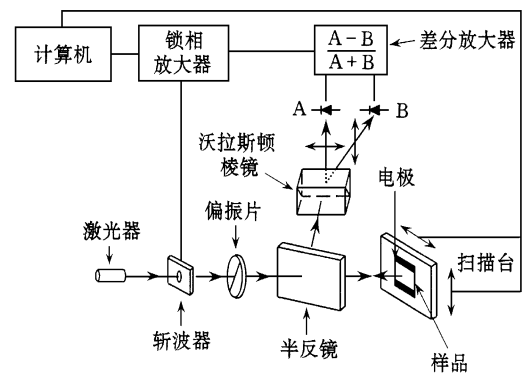 计算机
锁相
放大器
A－B
A＋B
差分放大器
A
B
沃拉斯顿
棱镜
电极
偏振片
激光器
扫描台
斩波器
半反镜
样品